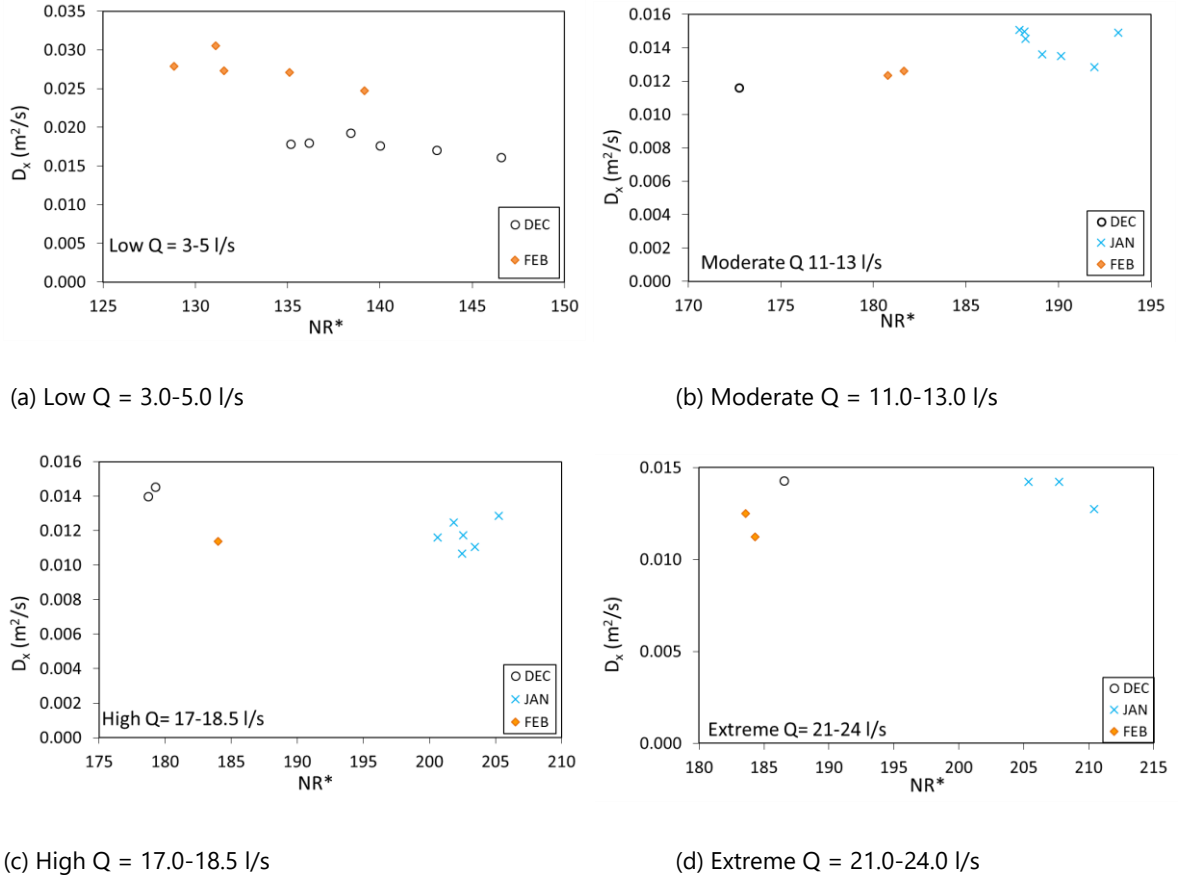 0.035
0.030
0.025
0.020
0.015
0.010
0.005
0.000
Dx (m²/s)
125 130 135 140 145 150
NR*
Low Q = 3-5 l/s
DEC
FEB
0.016
0.014
0.012
0.010
0.008
0.006
0.004
0.002
0.000
Dx (m²/s)
170 175 180 185 190 195
NR*
Moderate Q 11-13 l/s
DEC
JAN
FEB
(a) Low Q = 3.0-5.0 l/s
(b) Moderate Q = 11.0-13.0 l/s
0.016
0.014
0.012
0.010
0.008
0.006
0.004
0.002
0.000
Dx (m²/s)
175 180 185 190 195 200 205 210
NR*
High Q= 17-18.5 l/s
DEC
JAN
FEB
0.015
0.010
0.005
0.000
Dx (m²/s)
180 185 190 195 200 205 210 215
NR*
Extreme Q= 21-24 l/s
DEC
JAN
FEB
(c) High Q = 17.0-18.5 l/s
(d) Extreme Q = 21.0-24.0 l/s